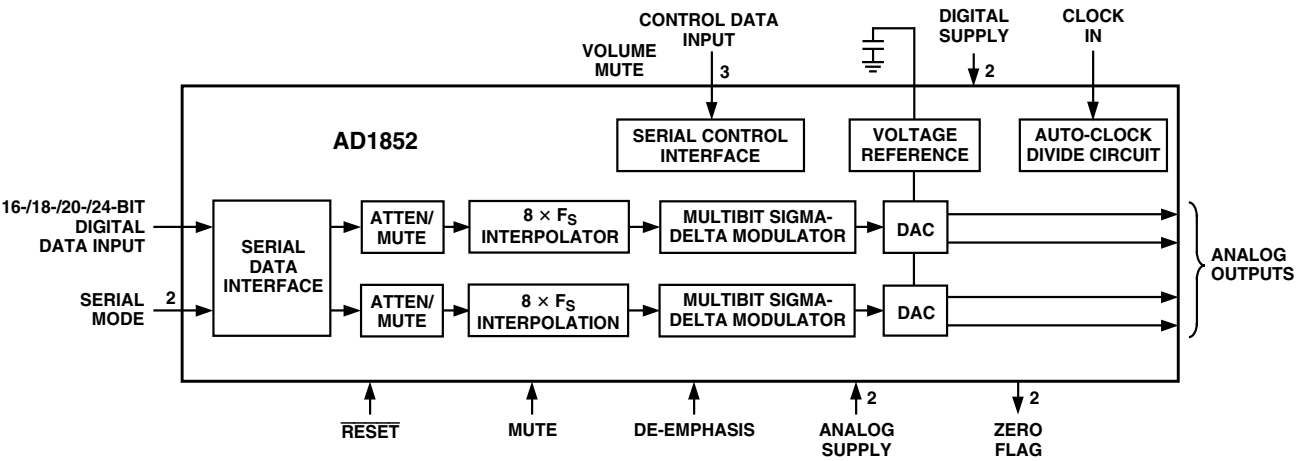 CONTROL DATA
INPUT
DIGITAL
SUPPLY
CLOCK
IN
VOLUME
MUTE
3
2
AD1852
SERIAL CONTROL
INTERFACE
VOLTAGE
REFERENCE
AUTO-CLOCK
DIVIDE CIRCUIT
16-/18-/20-/24-BIT
DIGITAL
DATA INPUT
SERIAL
MODE
2
SERIAL
DATA
INTERFACE
ATTEN/
MUTE
8 × FS
INTERPOLATOR
MULTIBIT SIGMA-
DELTA MODULATOR
DAC
ATTEN/
MUTE
8 × FS
INTERPOLATION
MULTIBIT SIGMA-
DELTA MODULATOR
DAC
ANALOG
OUTPUTS
RESET
MUTE
DE-EMPHASIS
2
ANALOG
SUPPLY
2
ZERO
FLAG